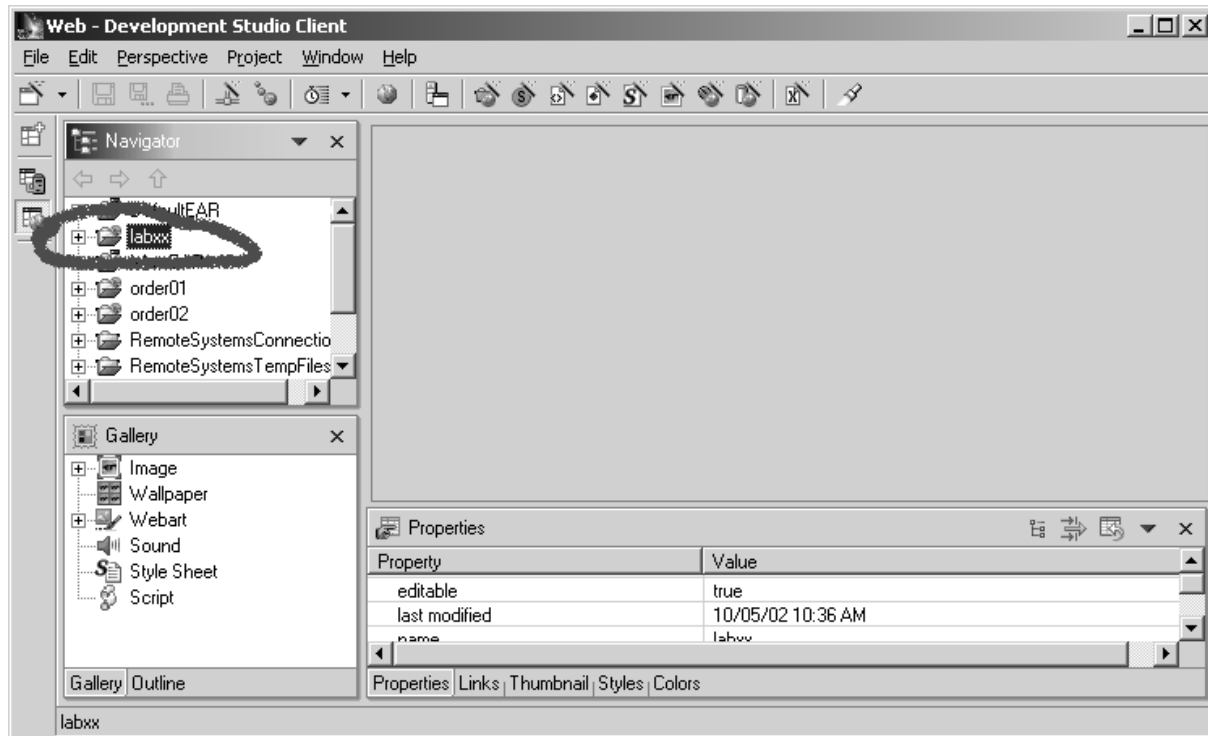 Web - Development Studio Client
File Edit Perspective Project Window Help
Navigator
labxx
order01
order02
RemoteSystemsConnectio
RemoteSystemsTempFiles
Gallery
Image
Wallpaper
Webart
Sound
Style Sheet
Script
Gallery Outline
Properties
Property Value
editable true
last modified 10/05/02 10:36 AM
name labxx
Properties Links Thumbnail Styles Colors
labxx